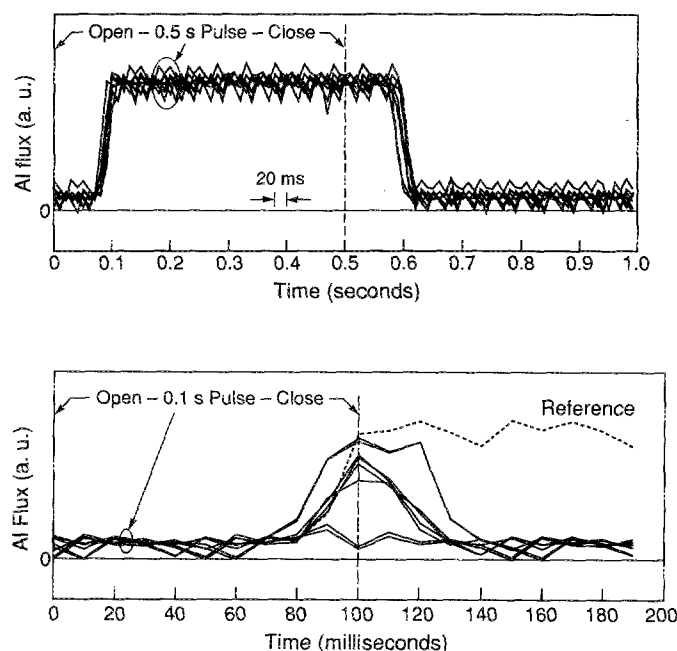 Open – 0.5 s Pulse – Close
Al flux (a. u.)
20 ms
0
0 0.1 0.2 0.3 0.4 0.5 0.6 0.7 0.8 0.9 1.0
Time (seconds)
Open – 0.1 s Pulse – Close
Reference
Al Flux (a. u.)
0
0 20 40 60 80 100 120 140 160 180 200
Time (milliseconds)